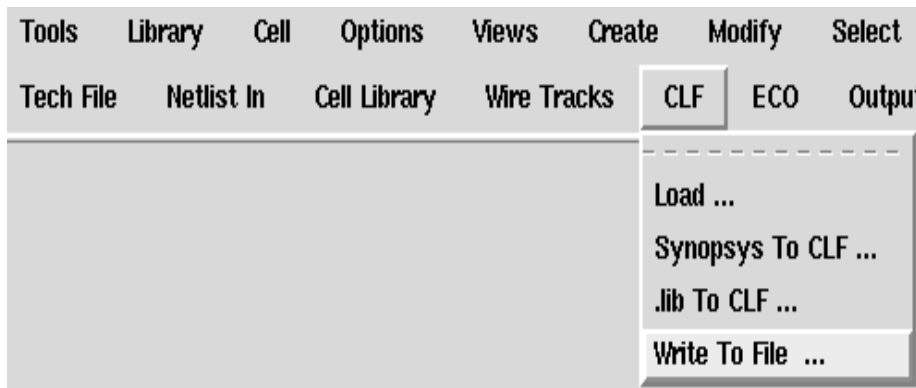 Tools Library Cell Options Views Create Modify Select
Tech File Netlist In Cell Library Wire Tracks CLF ECO Outpu
Load ...
Synopsys To CLF ...
.lib To CLF ...
Write To File ...